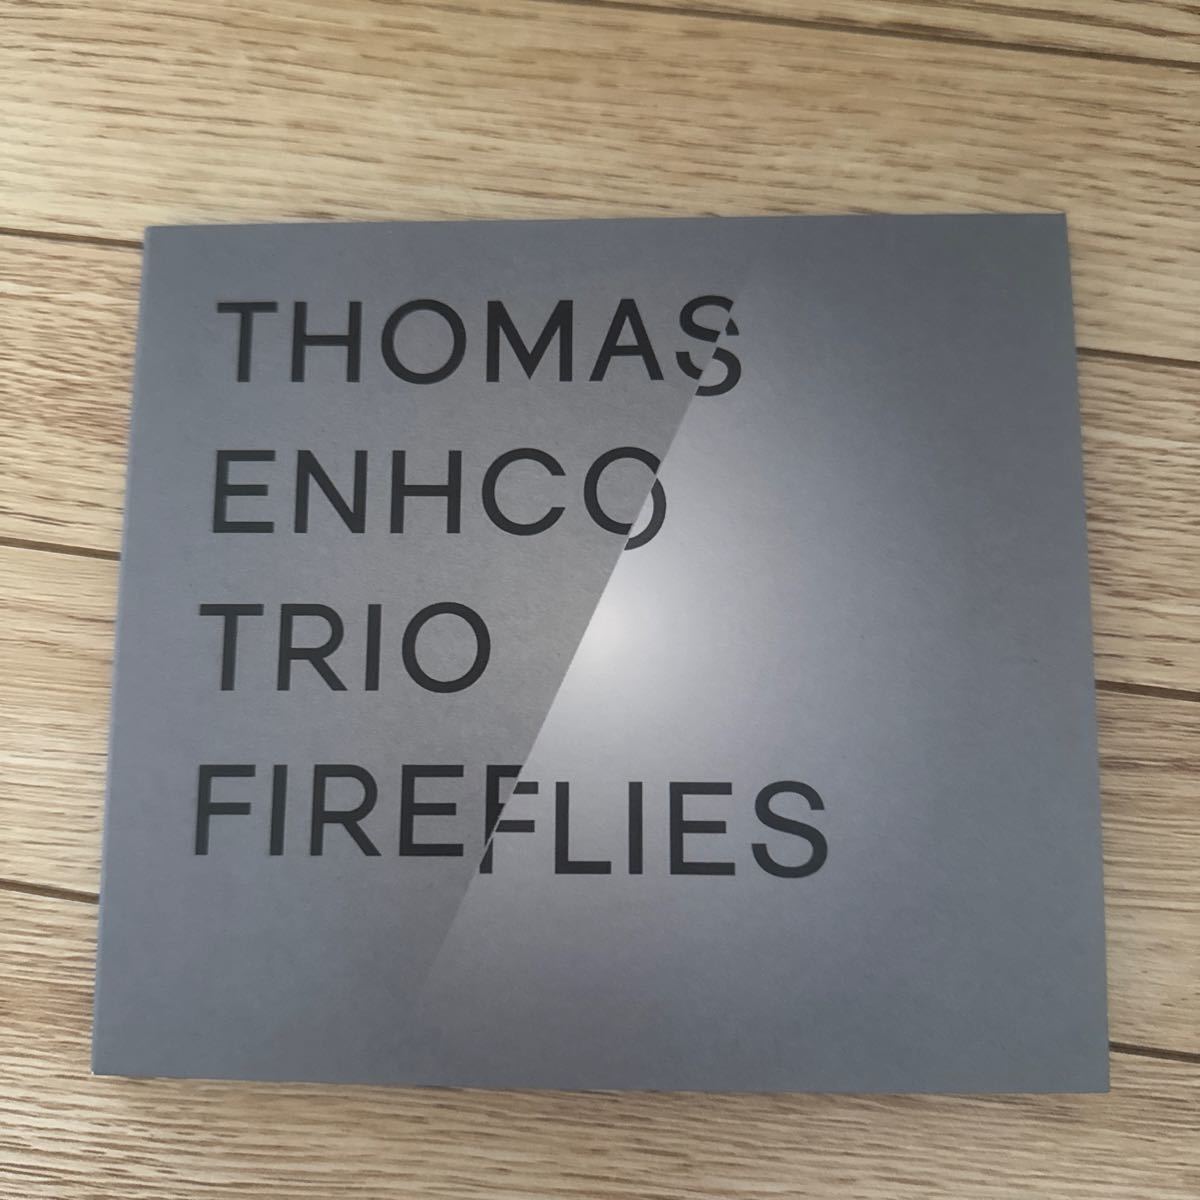 THOMAS
ENHCO
TRIO
FIREFLIES